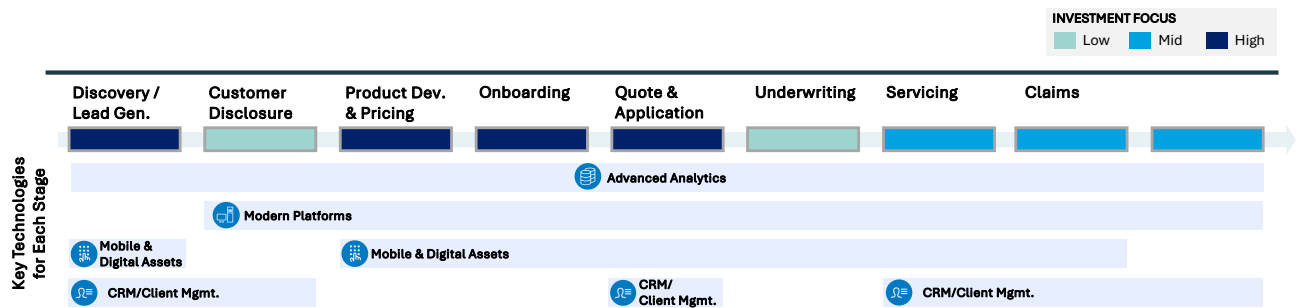 INVESTMENT FOCUS
Low
Mid
High
Discovery /
Lead Gen.
Customer
Disclosure
Product Dev.
& Pricing
Onboarding
Quote &
Application
Underwriting
Servicing
Claims
Key Technologies
for Each Stage
Advanced Analytics
Modern Platforms
Mobile &
Digital Assets
Mobile & Digital Assets
CRM/Client Mgmt.
CRM/
Client Mgmt.
CRM/Client Mgmt.